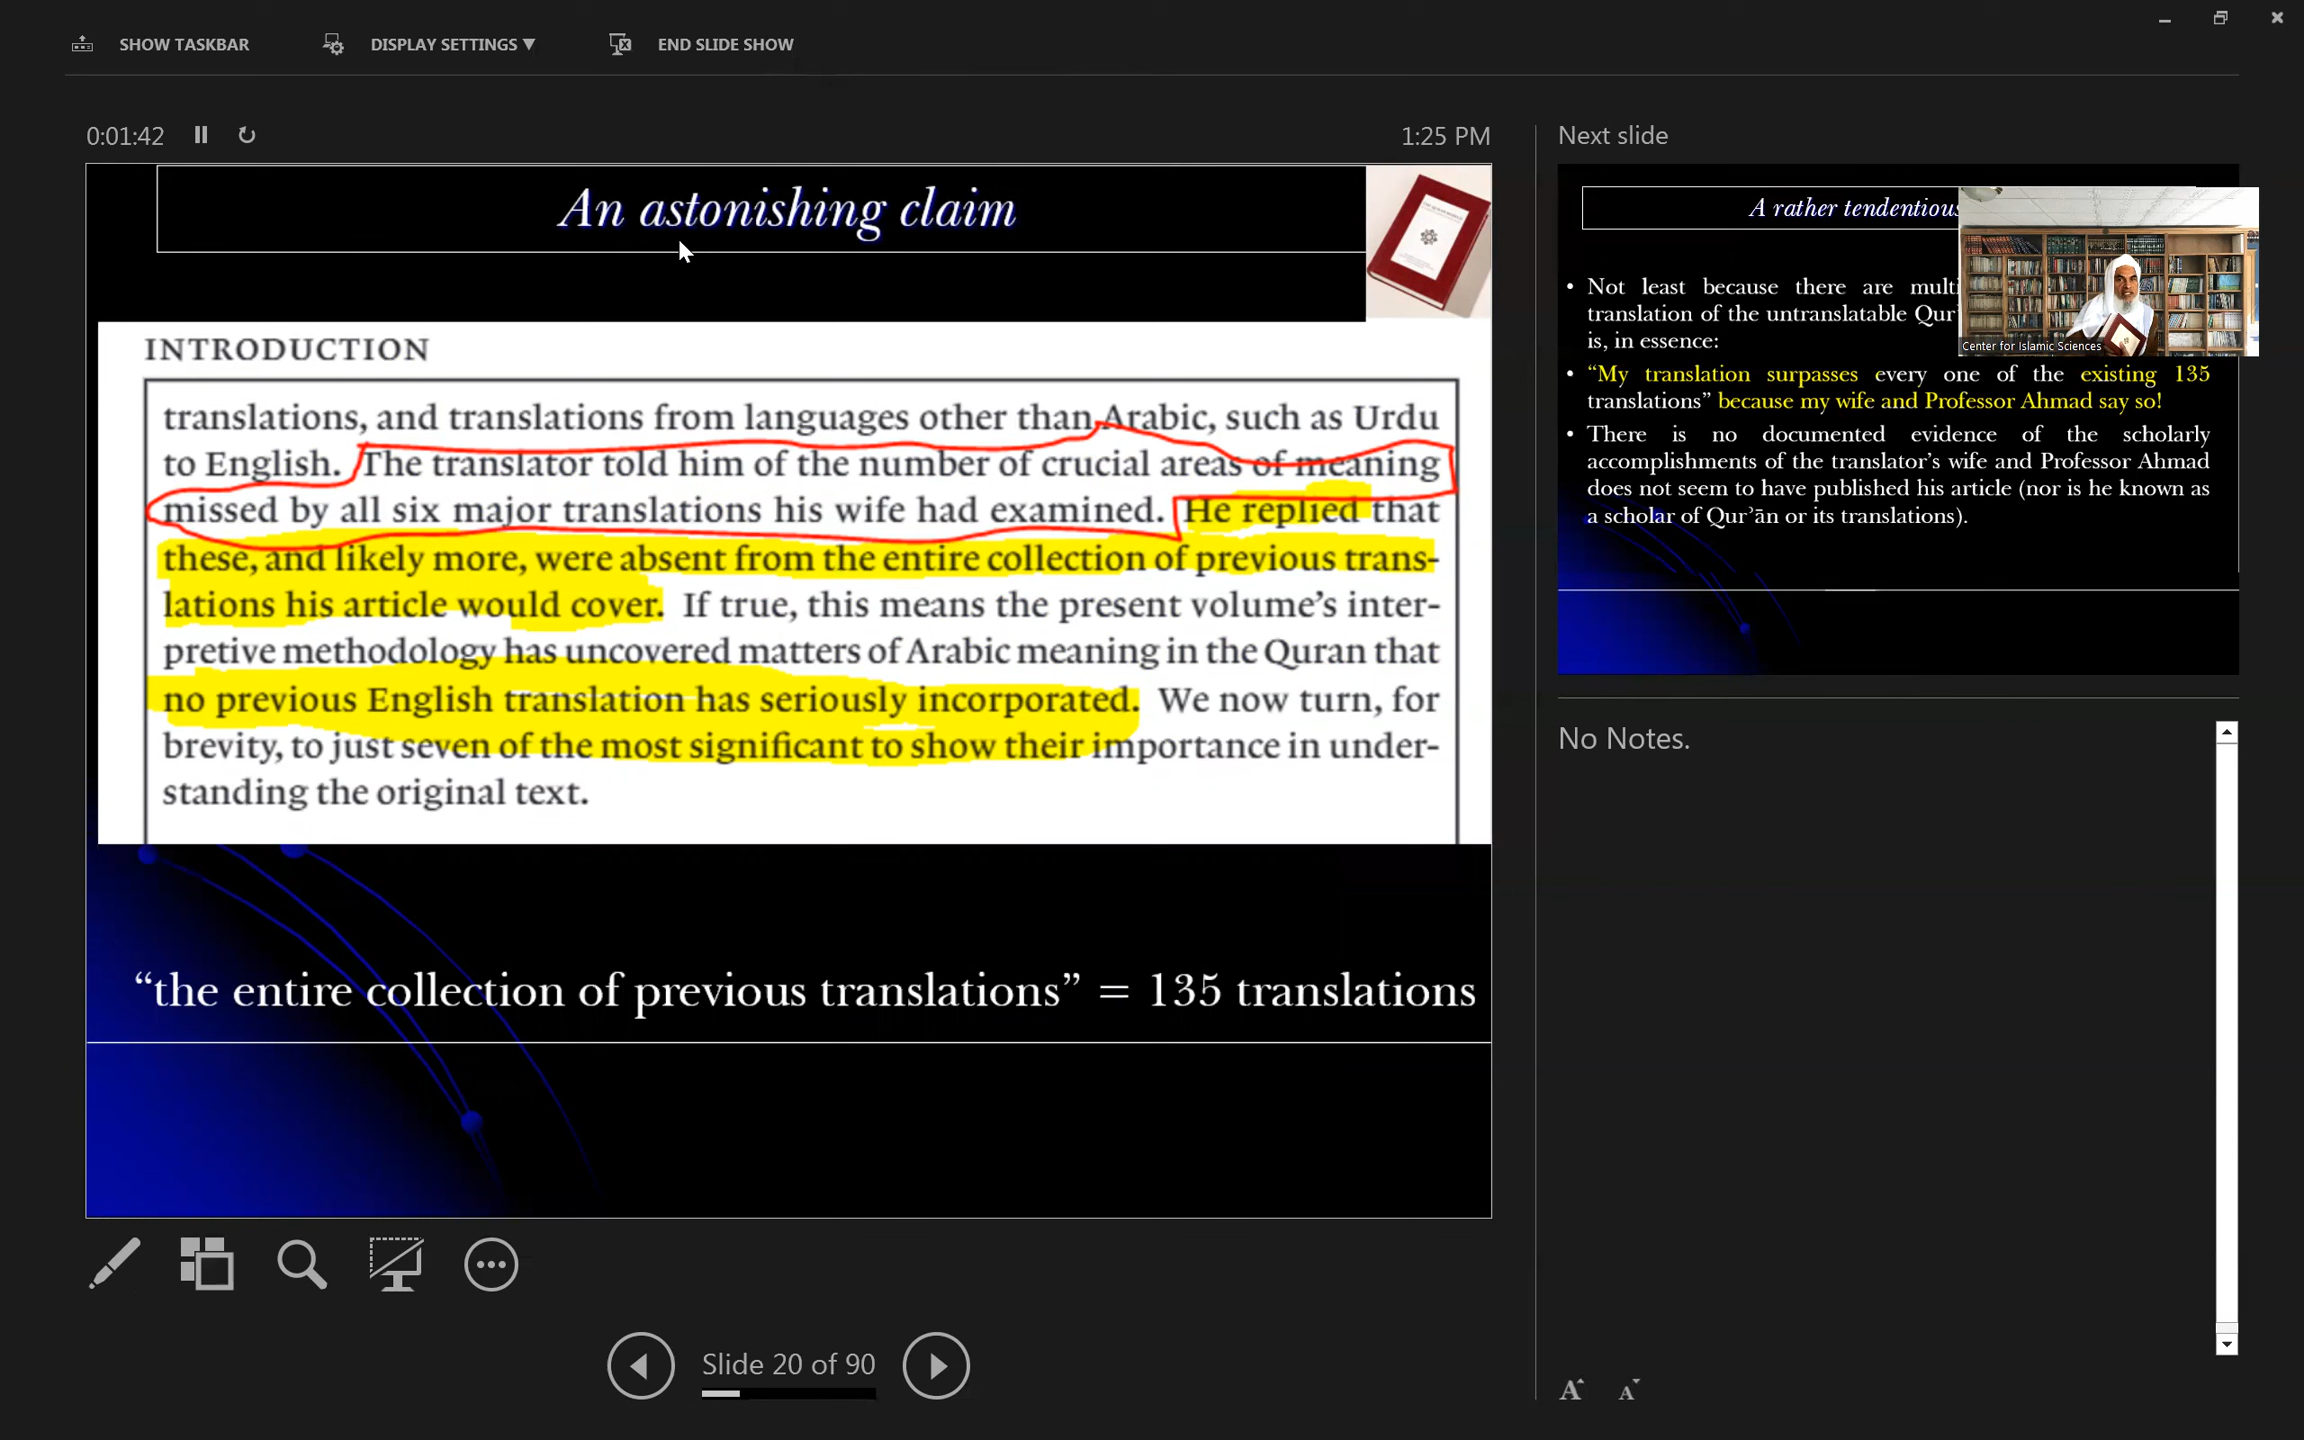 SHOW TASKBAR
DISPLAY SETTINGS ▼
END SLIDE SHOW
0:01:42
1:25 PM
An astonishing claim
INTRODUCTION
translations, and translations from languages other than Arabic, such as Urdu
to English. The translator told him of the number of crucial areas of meaning
missed by all six major translations his wife had examined. He replied that
these, and likely more, were absent from the entire collection of previous trans-
lations his article would cover. If true, this means the present volume’s inter-
pretive methodology has uncovered matters of Arabic meaning in the Quran that
no previous English translation has seriously incorporated. We now turn, for
brevity, to just seven of the most significant to show their importance in under-
standing the original text.
“the entire collection of previous translations” = 135 translations
Slide 20 of 90
Next slide
A rather tendentious
• Not least because there are multi
translation of the untranslatable Qur’
is, in essence:
• “My translation surpasses every one of the existing 135
translations” because my wife and Professor Ahmad say so!
• There is no documented evidence of the scholarly
accomplishments of the translator’s wife and Professor Ahmad
does not seem to have published his article (nor is he known as
a scholar of Qurʾān or its translations).
Center for Islamic Sciences
No Notes.
A A